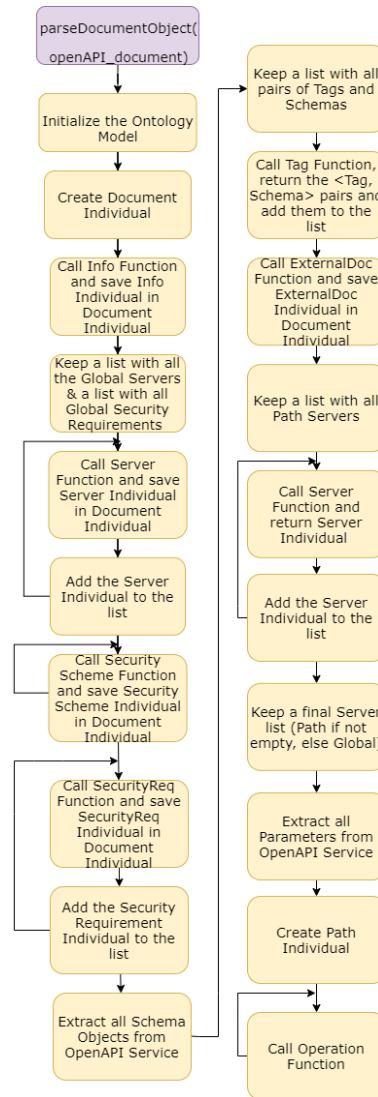 parseDocumentObject(
openAPI_document)
Initialize the Ontology
Model
Create Document
Individual
Call Info Function
and save Info
Individual in
Document
Individual
Keep a list with all
the Global Servers
& a list with all
Global Security
Requirements
Call Server
Function and save
Server Individual
in Document
Individual
Add the Server
Individual to the
list
Call Security
Scheme Function
and save Security
Scheme Individual
in Document
Individual
Call SecurityReq
Function and save
SecurityReq
Individual in
Document
Individual
Add the Security
Requirement
Individual to the
list
Extract all Schema
Objects from
OpenAPI Service
Keep a list with all
pairs of Tags and
Schemas
Call Tag Function,
return the <Tag,
Schema> pairs and
add them to the
list
Call ExternalDoc
Function and save
ExternalDoc
Individual in
Document
Individual
Keep a list with all
Path Servers
Call Server
Function and
return Server
Individual
Add the Server
Individual to the
list
Keep a final Server
list (Path if not
empty, else Global)
Extract all
Parameters from
OpenAPI Service
Create Path
Individual
Call Operation
Function